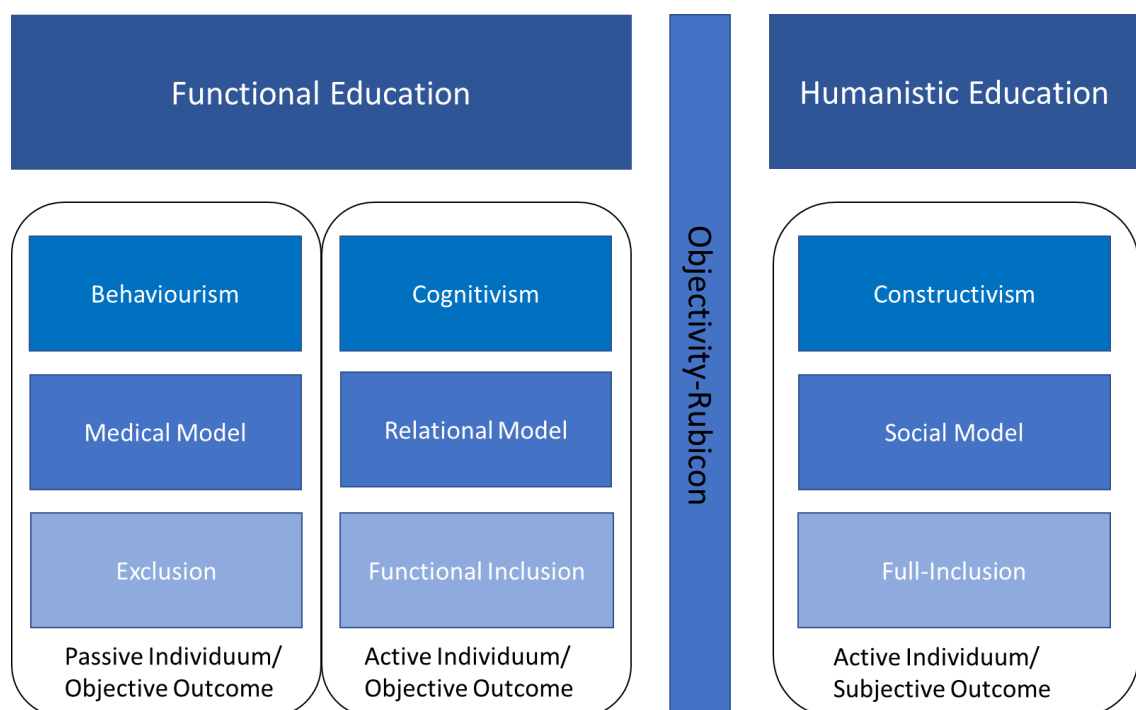 Functional Education
Humanistic Education
Objectivity-Rubicon
Behaviourism
Medical Model
Exclusion
Passive Individuum/
Objective Outcome
Cognitivism
Relational Model
Functional Inclusion
Active Individuum/
Objective Outcome
Constructivism
Social Model
Full-Inclusion
Active Individuum/
Subjective Outcome